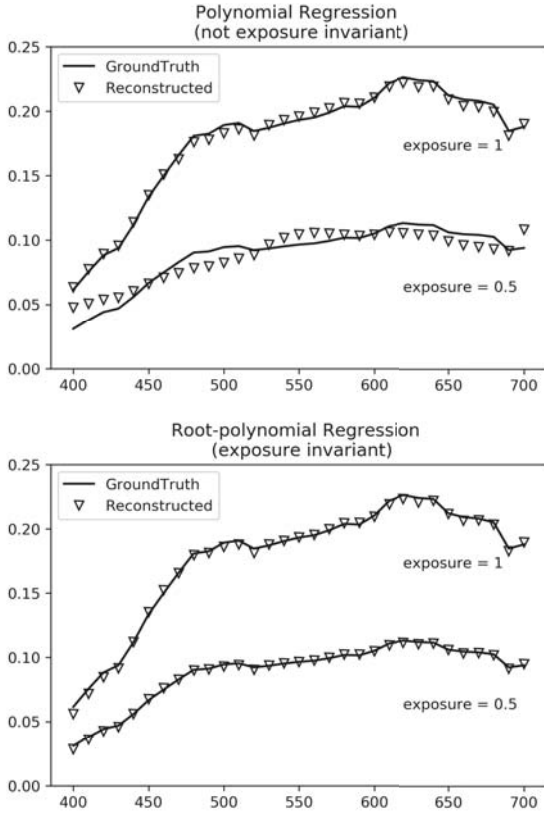 Polynomial Regression
(not exposure invariant)
0.25
GroundTruth
Reconstructed
0.20
exposure = 1
0.15
0.10
exposure = 0.5
0.05
0.00
400 450 500 550 600 650 700
Root-polynomial Regression
(exposure invariant)
0.25
GroundTruth
Reconstructed
0.20
exposure = 1
0.15
0.10
exposure = 0.5
0.05
0.00
400 450 500 550 600 650 700